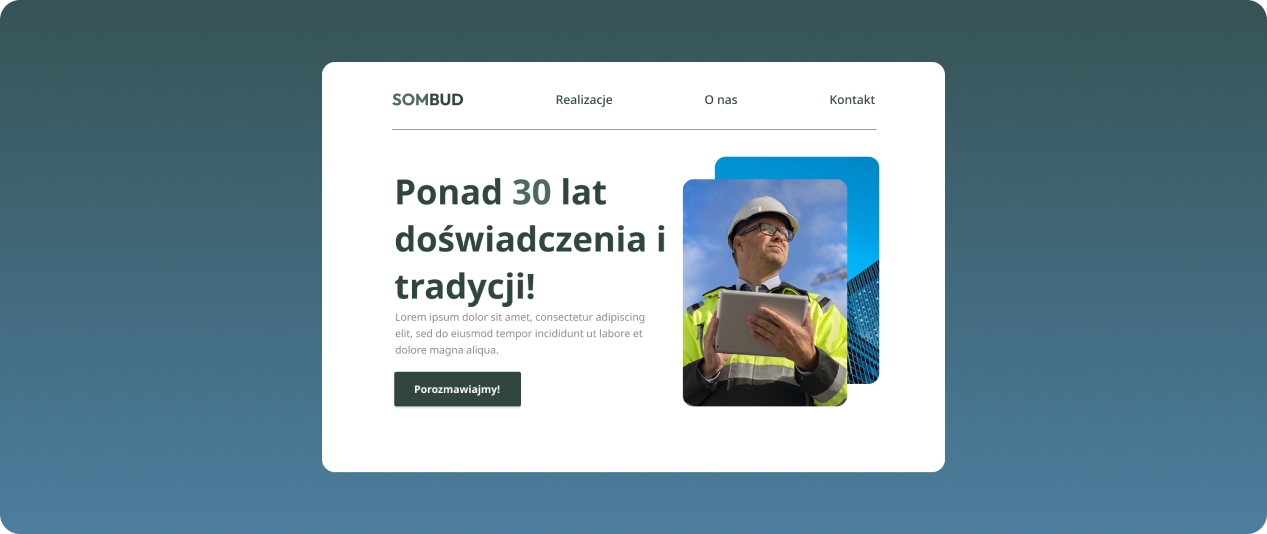 SOMBUD
Realizacje
O nas
Kontakt
Ponad 30 lat
doświadczenia i
tradycji!
Lorem ipsum dolor sit amet, consectetur adipiscing
elit, sed do eiusmod tempor incididunt ut labore et
dolore magna aliqua.
Porozmawiajmy!